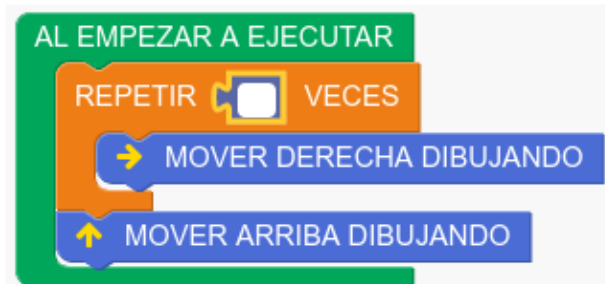 AL EMPEZAR A EJECUTAR
REPETIR VECES
MOVER DERECHA DIBUJANDO
MOVER ARRIBA DIBUJANDO